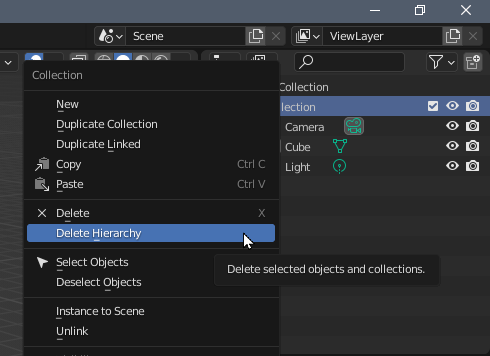 Scene
ViewLayer
Collection
Collection
lection
New
Duplicate Collection
Camera
Duplicate Linked
Cube
Copy Ctrl C
Light
Paste Ctrl V
Delete X
Delete Hierarchy
Select Objects
Delete selected objects and collections.
Deselect Objects
Instance to Scene
Unlink